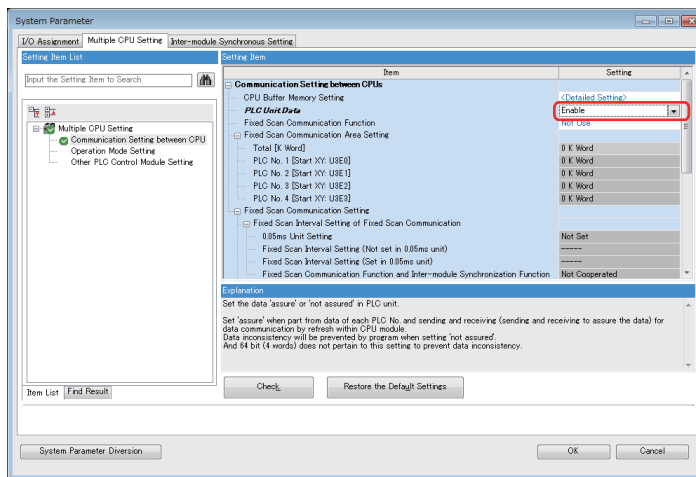 System Parameter
I/O Assignment Multiple CPU Setting Inter-module Synchronous Setting
Setting Item List
Input the Setting Item to Search
Multiple CPU Setting
Communication Setting between CPU
Operation Mode Setting
Other PLC Control Module Setting
Item List Find Result
Setting Item
Item Setting
Communication Setting between CPUs
CPU Buffer Memory Setting <Detailed Setting>
PLC Unit Data Enable
Fixed Scan Communication Function Not Use
Fixed Scan Communication Area Setting
Total [K Word] 0 K Word
PLC No. 1 [Start XY: U3E0] 0 K Word
PLC No. 2 [Start XY: U3E1] 0 K Word
PLC No. 3 [Start XY: U3E2] 0 K Word
PLC No. 4 [Start XY: U3E3] 0 K Word
Fixed Scan Communication Setting
Fixed Scan Interval Setting of Fixed Scan Communication
0.05ms Unit Setting Not Set
Fixed Scan Interval Setting (Not set in 0.05ms unit) -----
Fixed Scan Interval Setting (Set in 0.05ms unit) -----
Fixed Scan Communication Function and Inter-module Synchronization Function Not Cooperated
Explanation
Set the data 'assure' or 'not assured' in PLC unit.
Set 'assure' when part from data of each PLC No. and sending and receiving (sending and receiving to assure the data) for
data communication by refresh within CPU module.
Data inconsistency will be prevented by program when setting 'not assured'.
And 64 bit (4 words) does not pertain to this setting to prevent data inconsistency.
Check Restore the Default Settings
System Parameter Diversion OK Cancel